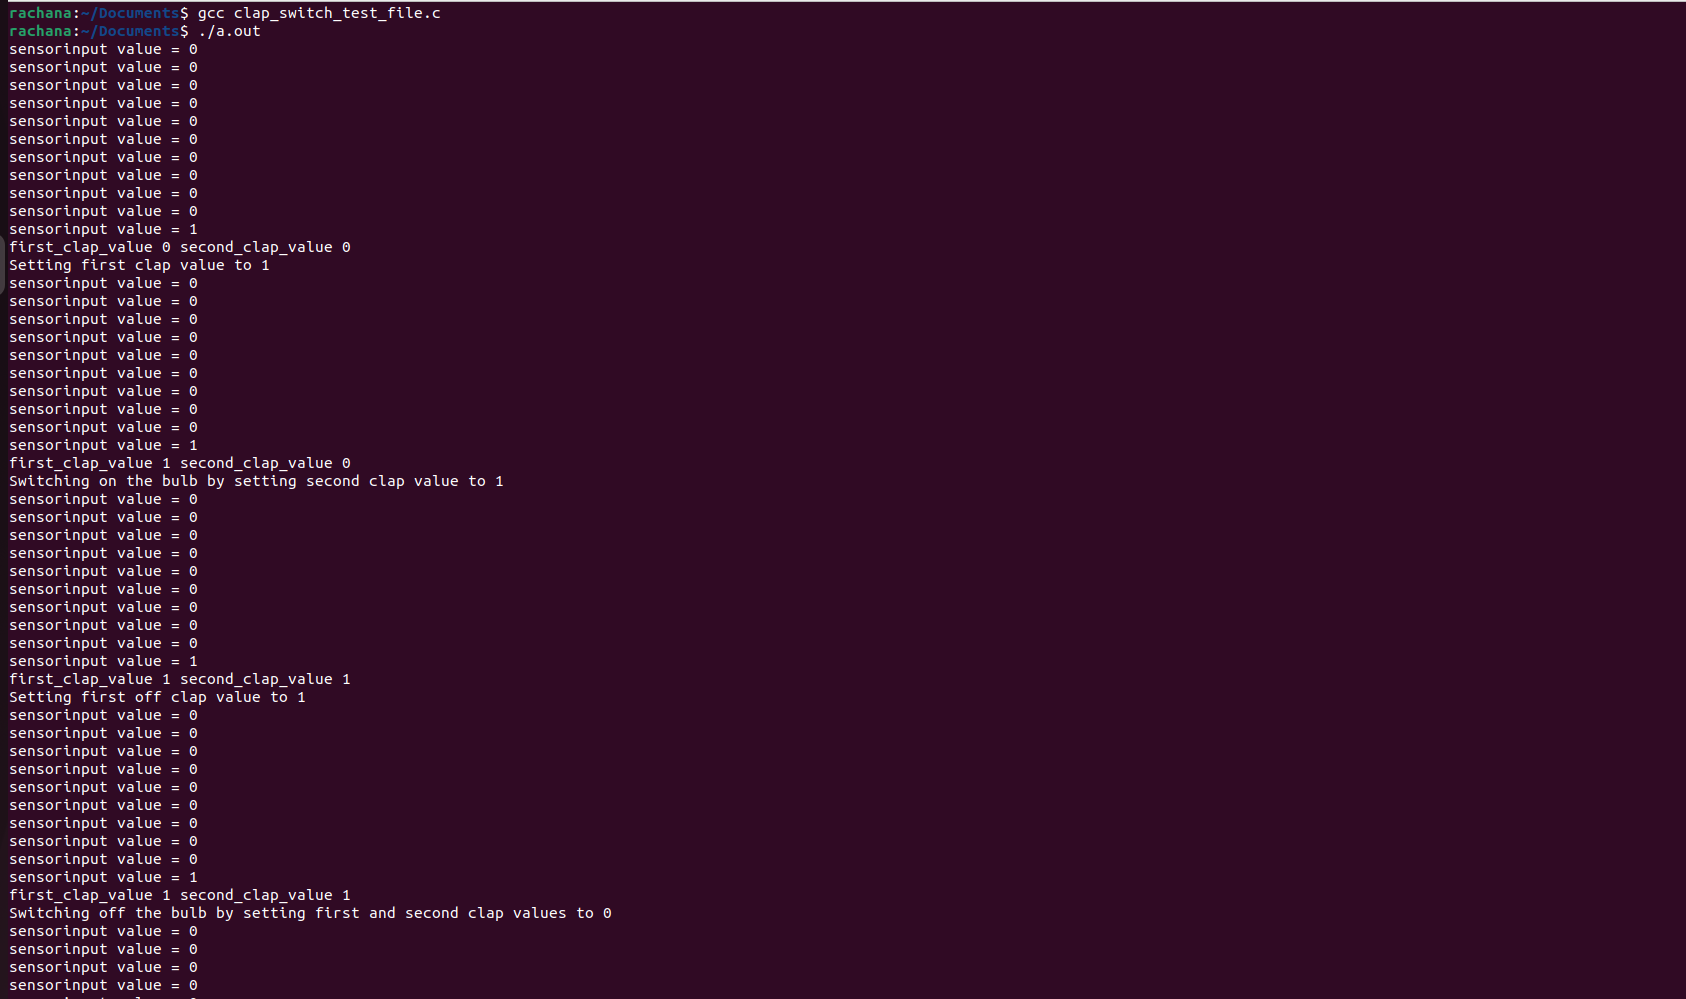 rachana:~/Documents$ gcc clap_switch_test_file.c
rachana:~/Documents$ ./a.out
sensorinput value = 0
sensorinput value = 0
sensorinput value = 0
sensorinput value = 0
sensorinput value = 0
sensorinput value = 0
sensorinput value = 0
sensorinput value = 0
sensorinput value = 0
sensorinput value = 0
sensorinput value = 1
first_clap_value 0 second_clap_value 0
Setting first clap value to 1
sensorinput value = 0
sensorinput value = 0
sensorinput value = 0
sensorinput value = 0
sensorinput value = 0
sensorinput value = 0
sensorinput value = 0
sensorinput value = 0
sensorinput value = 0
sensorinput value = 1
first_clap_value 1 second_clap_value 0
Switching on the bulb by setting second clap value to 1
sensorinput value = 0
sensorinput value = 0
sensorinput value = 0
sensorinput value = 0
sensorinput value = 0
sensorinput value = 0
sensorinput value = 0
sensorinput value = 0
sensorinput value = 0
sensorinput value = 1
first_clap_value 1 second_clap_value 1
Setting first off clap value to 1
sensorinput value = 0
sensorinput value = 0
sensorinput value = 0
sensorinput value = 0
sensorinput value = 0
sensorinput value = 0
sensorinput value = 0
sensorinput value = 0
sensorinput value = 0
sensorinput value = 1
first_clap_value 1 second_clap_value 1
Switching off the bulb by setting first and second clap values to 0
sensorinput value = 0
sensorinput value = 0
sensorinput value = 0
sensorinput value = 0